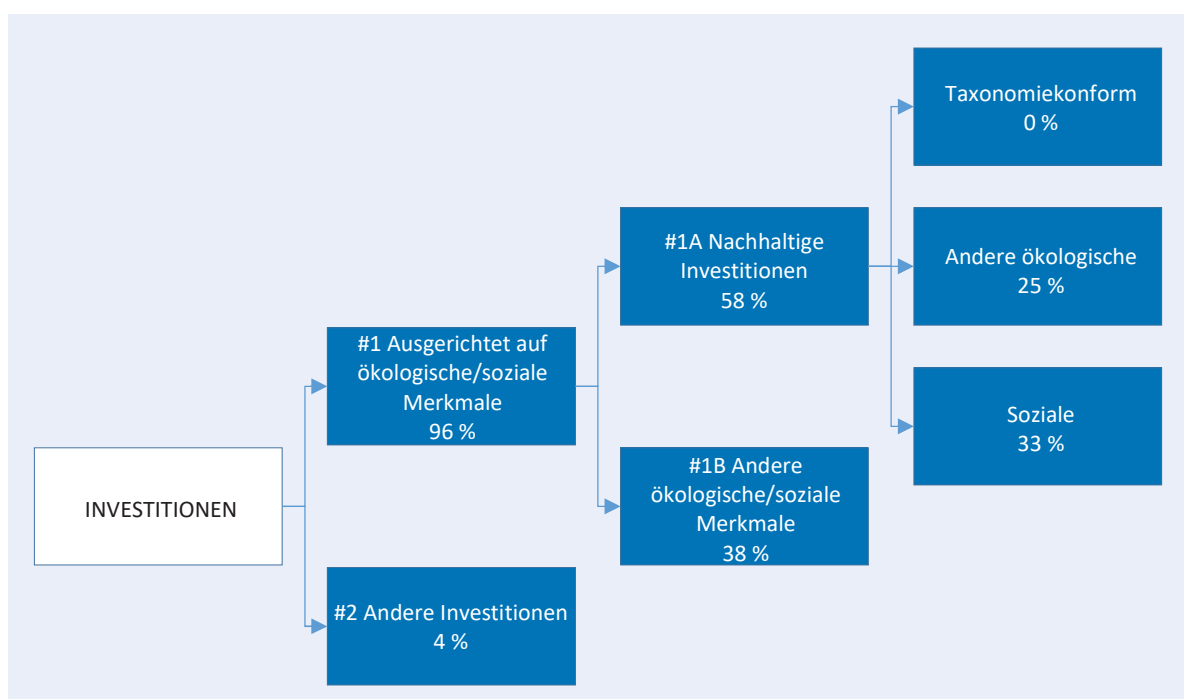 INVESTITIONEN
#1 Ausgerichtet auf
ökologische/soziale
Merkmale
96 %
#2 Andere Investitionen
4 %
#1A Nachhaltige
Investitionen
58 %
#1B Andere
ökologische/soziale
Merkmale
38 %
Taxonomiekonform
0 %
Andere ökologische
25 %
Soziale
33 %